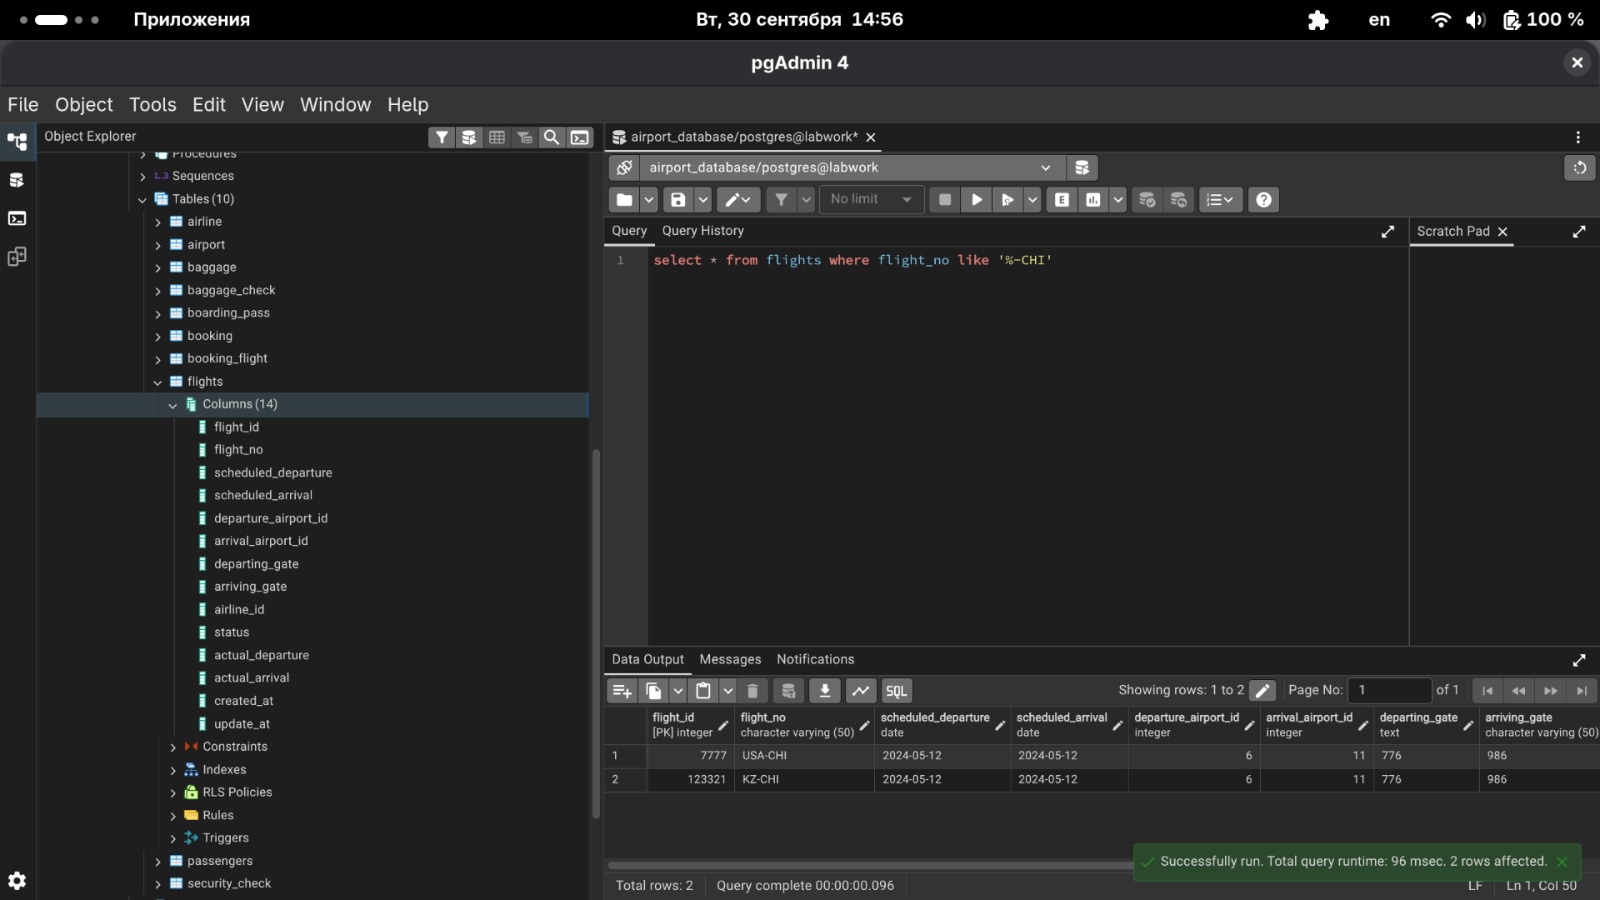 Приложения
Вт, 30 сентября 14:56
en
100 %
pgAdmin 4
File Object Tools Edit View Window Help
Object Explorer
Procedures
1..3 Sequences
Tables (10)
airline
airport
baggage
baggage_check
boarding_pass
booking
booking_flight
flights
Columns (14)
flight_id
flight_no
scheduled_departure
scheduled_arrival
departure_airport_id
arrival_airport_id
departing_gate
arriving_gate
airline_id
status
actual_departure
actual_arrival
created_at
update_at
Constraints
Indexes
RLS Policies
Rules
Triggers
passengers
security_check
airport_database/postgres@labwork*
airport_database/postgres@labwork
No limit
E
Query Query History
Scratch Pad
1 select * from flights where flight_no like '%-CHI'
Data Output Messages Notifications
SQL
Showing rows: 1 to 2
Page No: 1 of 1
flight_id [PK] integer
flight_no character varying (50)
scheduled_departure date
scheduled_arrival date
departure_airport_id integer
arrival_airport_id integer
departing_gate text
arriving_gate character varying (50)
1 7777 USA-CHI 2024-05-12 2024-05-12 6 11 776 986
2 123321 KZ-CHI 2024-05-12 2024-05-12 6 11 776 986
Successfully run. Total query runtime: 96 msec. 2 rows affected.
Total rows: 2
Query complete 00:00:00.096
LF
Ln 1, Col 50